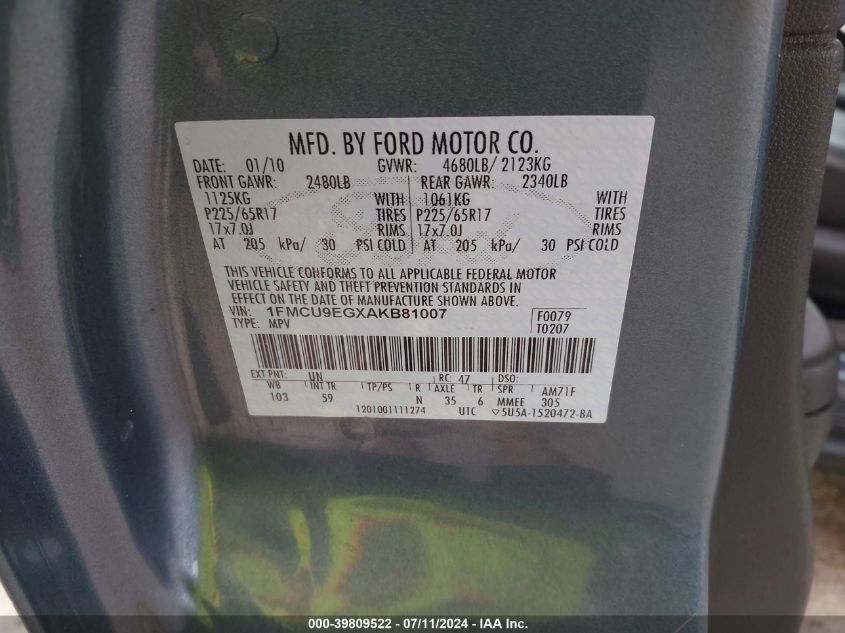 MFD. BY FORD MOTOR CO.
DATE: 01/10 GVWR: 4680LB/ 2123KG
FRONT GAWR: 2480LB REAR GAWR: 2340LB
1125KG WITH 1061KG WITH
P225/65R17 TIRES P225/65R17 TIRES
17x7.0J RIMS 17x7.0J RIMS
AT 205 kPa/ 30 PSI COLD AT 205 kPa/ 30 PSI COLD
THIS VEHICLE CONFORMS TO ALL APPLICABLE FEDERAL MOTOR
VEHICLE SAFETY AND THEFT PREVENTION STANDARDS IN
EFFECT ON THE DATE OF MANUFACTURE SHOWN ABOVE.
VIN: 1FMCU9EGXAKB81007 F0079
TYPE: MPV T0207
EXT PNT: UN RC: 47 DSO:
WB INT TR TP/PS R AXLE TR SPR AM71F
103 59 N 35 6 MMEE 305
1201001111274 UTC ▽5U5A-1520472-BA
000-39809522 - 07/11/2024 - IAA Inc.